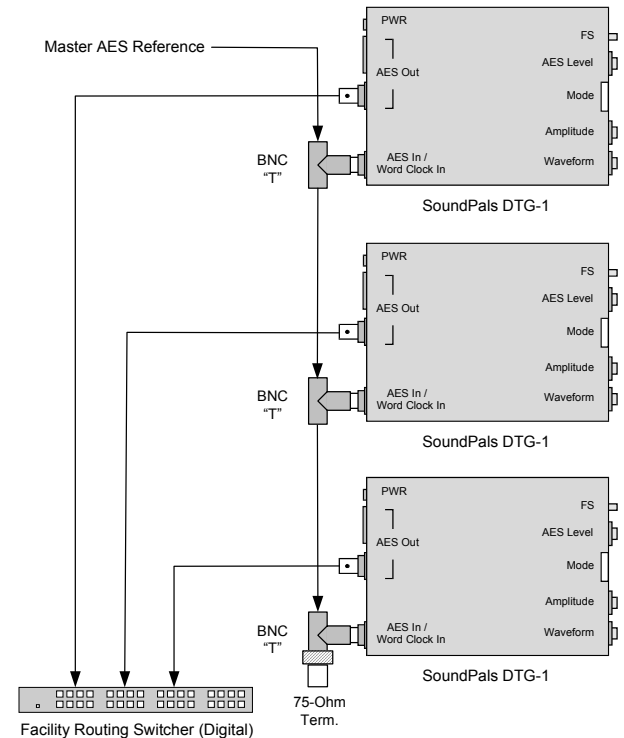 Master AES Reference
PWR
AES Out
FS
AES Level
Mode
Amplitude
Waveform
BNC
“T”
AES In /
Word Clock In
SoundPals DTG-1
PWR
AES Out
FS
AES Level
Mode
Amplitude
Waveform
BNC
“T”
AES In /
Word Clock In
SoundPals DTG-1
PWR
AES Out
FS
AES Level
Mode
Amplitude
Waveform
BNC
“T”
AES In /
Word Clock In
SoundPals DTG-1
75-Ohm
Term.
Facility Routing Switcher (Digital)